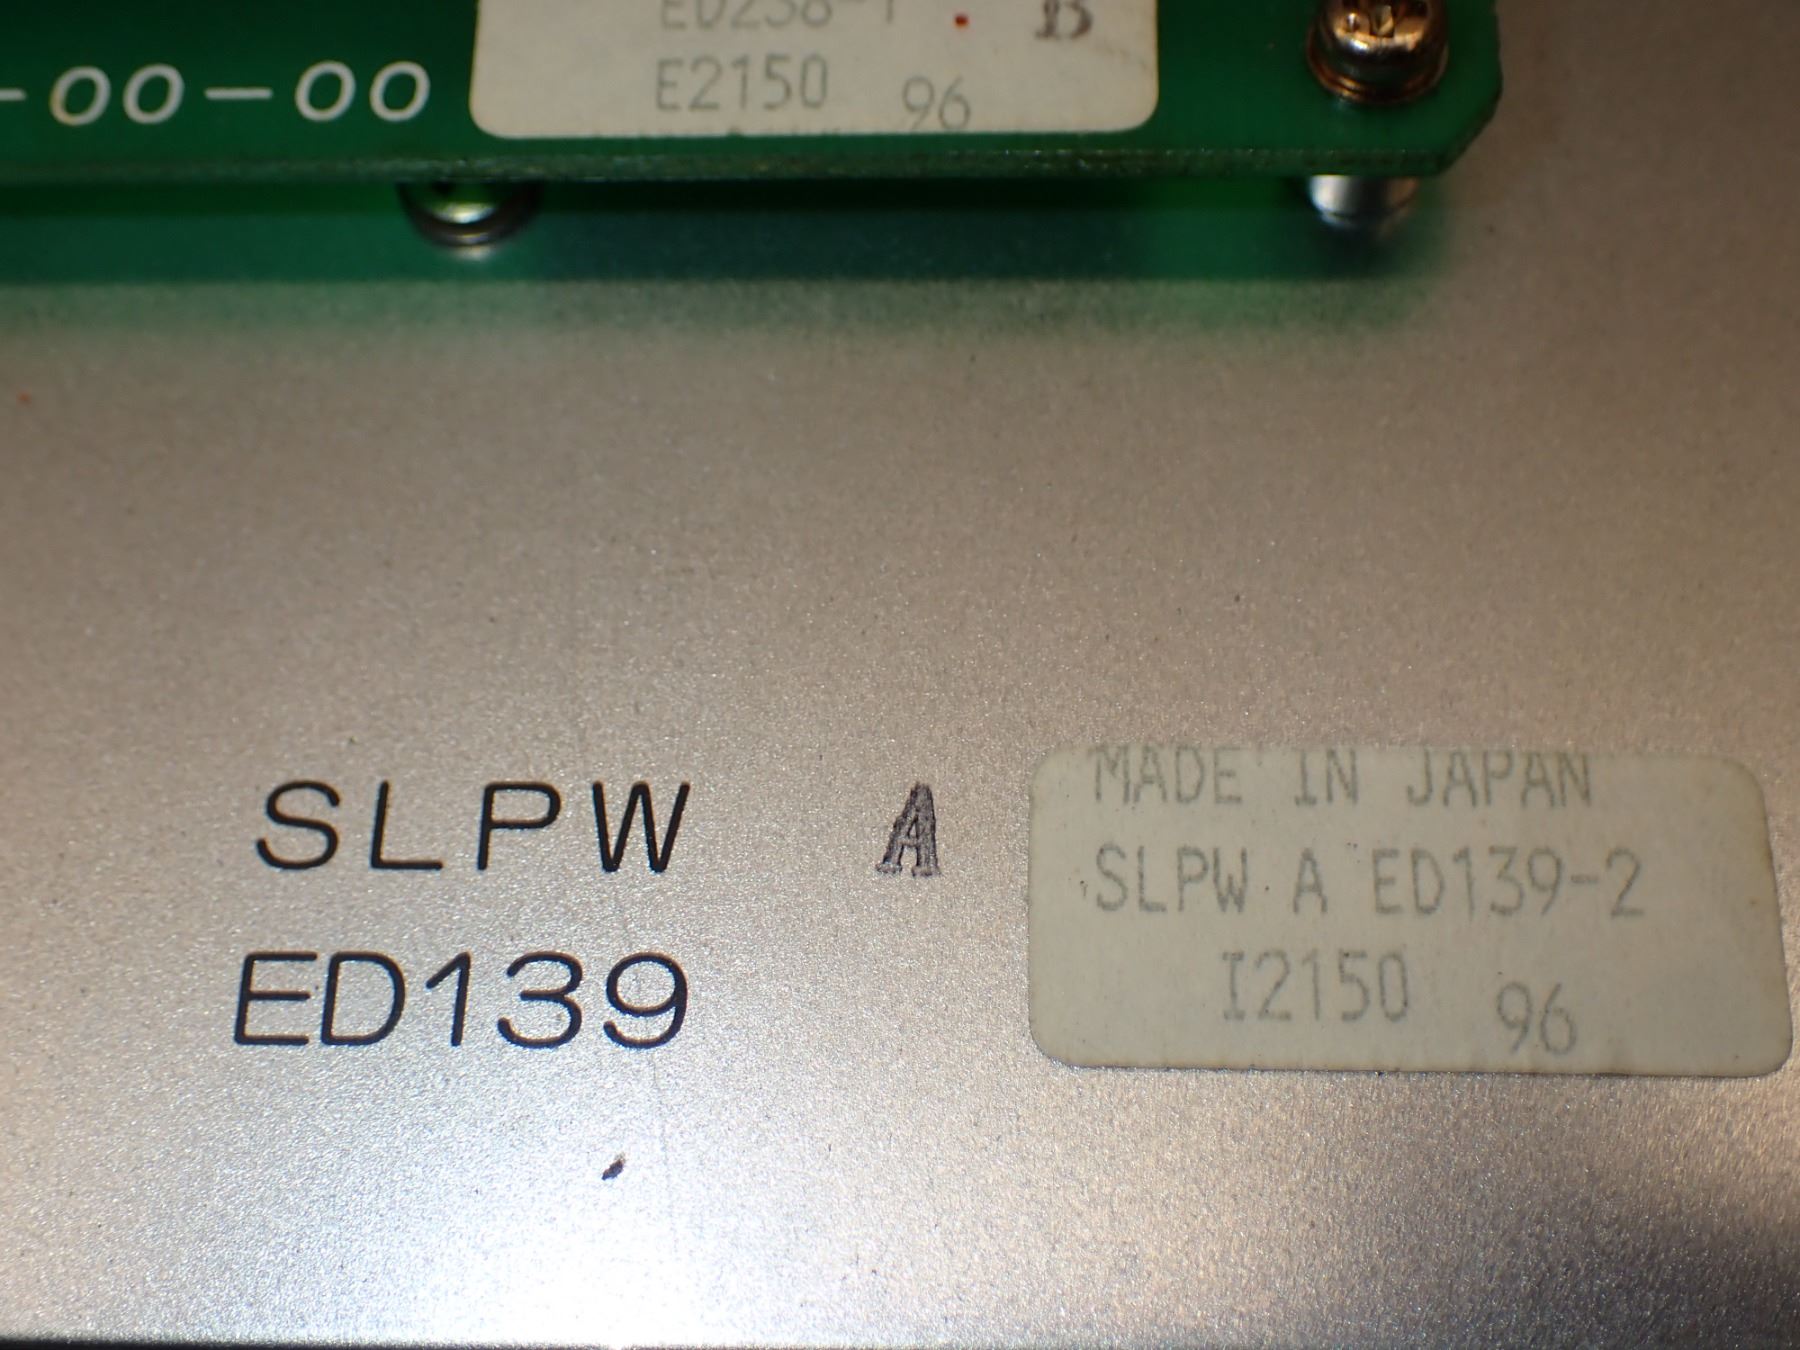 -00-00
B
E2150 96
SLPW A
ED139
MADE IN JAPAN
SLPW A ED139-2
I2150 96